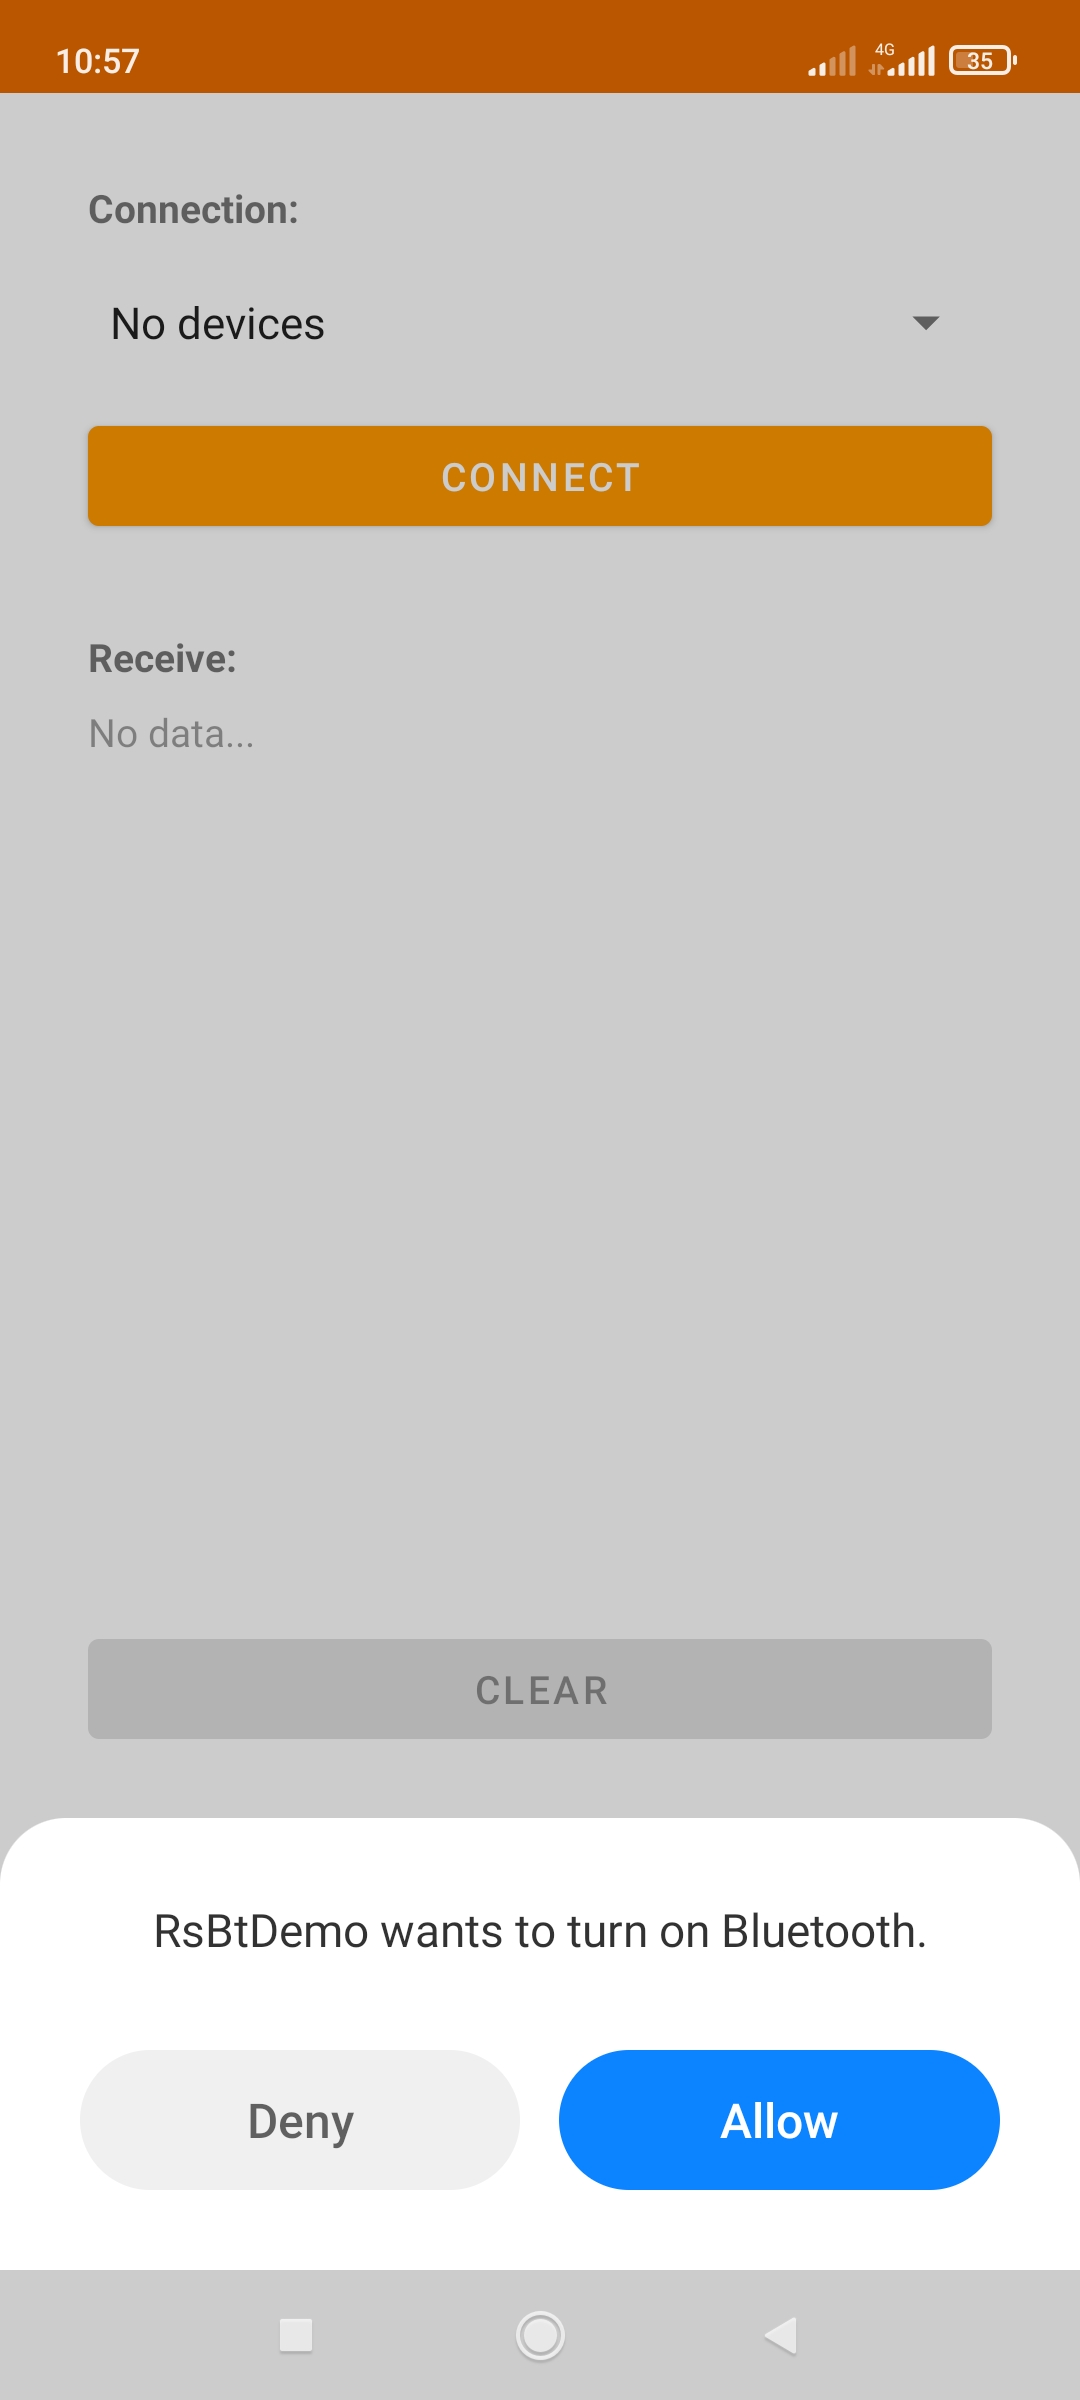 10:57
4G
35
Connection:
No devices
CONNECT
Receive:
No data...
CLEAR
RsBtDemo wants to turn on Bluetooth.
Deny
Allow